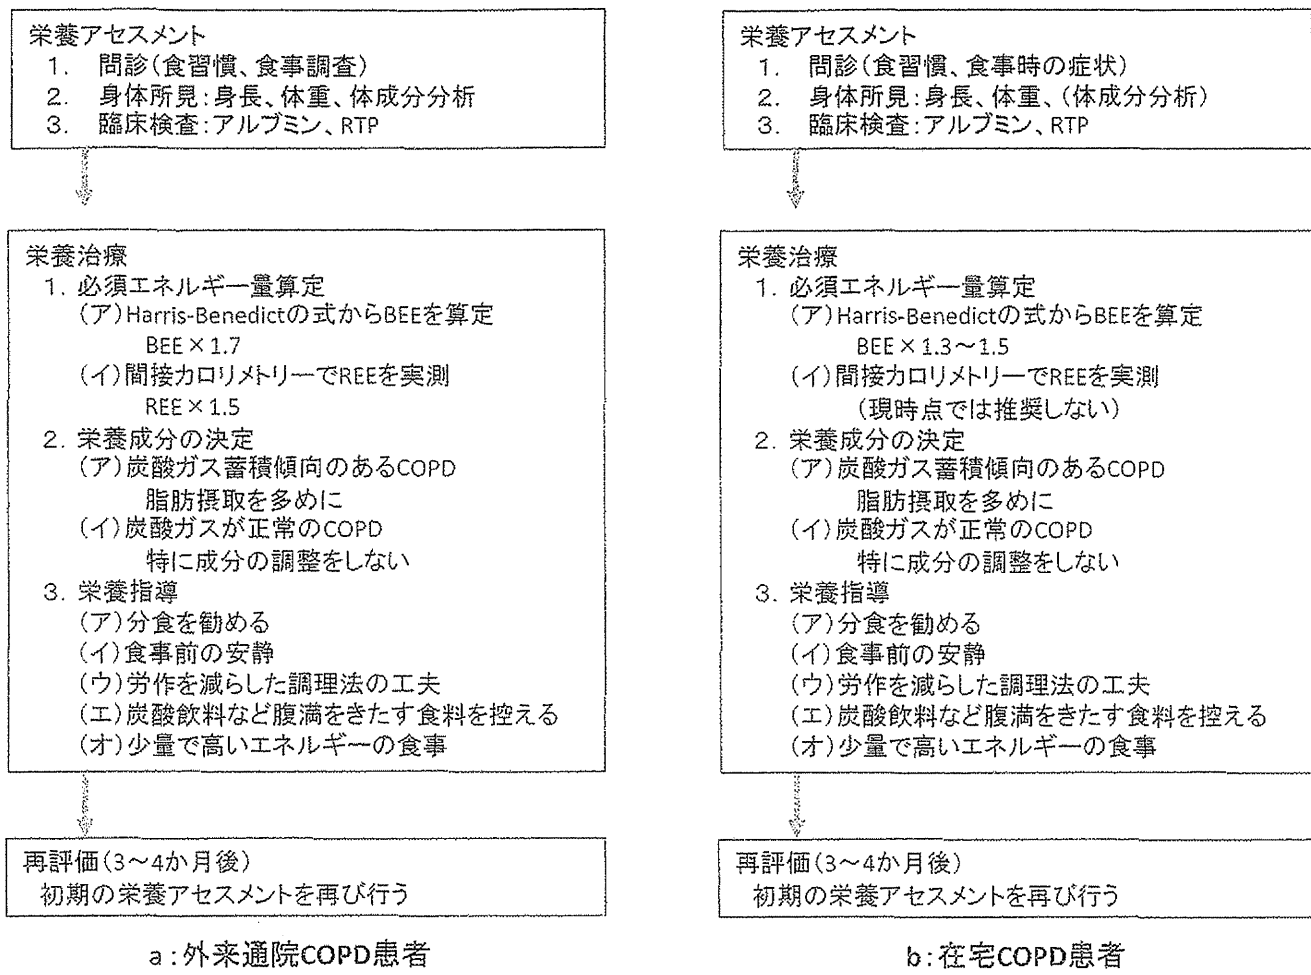 栄養アセスメント
1. 問診(食習慣、食事調査)
2. 身体所見:身長、体重、体成分分析
3. 臨床検査:アルブミン、RTP
栄養治療
1. 必須エネルギー量算定
(ア)Harris-Benedictの式からBEEを算定
BEE×1.7
(イ)間接カロリメトリーでREEを実測
REE×1.5
2. 栄養成分の決定
(ア)炭酸ガス蓄積傾向のあるCOPD
脂肪摂取を多めに
(イ)炭酸ガスが正常のCOPD
特に成分の調整をしない
3. 栄養指導
(ア)分食を勧める
(イ)食事前の安静
(ウ)労作を減らした調理法の工夫
(エ)炭酸飲料など腹満をきたす食料を控える
(オ)少量で高いエネルギーの食事
再評価(3~4か月後)
初期の栄養アセスメントを再び行う
a:外来通院COPD患者
栄養アセスメント
1. 問診(食習慣、食事時の症状)
2. 身体所見:身長、体重、(体成分分析)
3. 臨床検査:アルブミン、RTP
栄養治療
1. 必須エネルギー量算定
(ア)Harris-Benedictの式からBEEを算定
BEE×1.3~1.5
(イ)間接カロリメトリーでREEを実測
(現時点では推奨しない)
2. 栄養成分の決定
(ア)炭酸ガス蓄積傾向のあるCOPD
脂肪摂取を多めに
(イ)炭酸ガスが正常のCOPD
特に成分の調整をしない
3. 栄養指導
(ア)分食を勧める
(イ)食事前の安静
(ウ)労作を減らした調理法の工夫
(エ)炭酸飲料など腹満をきたす食料を控える
(オ)少量で高いエネルギーの食事
再評価(3~4か月後)
初期の栄養アセスメントを再び行う
b:在宅COPD患者